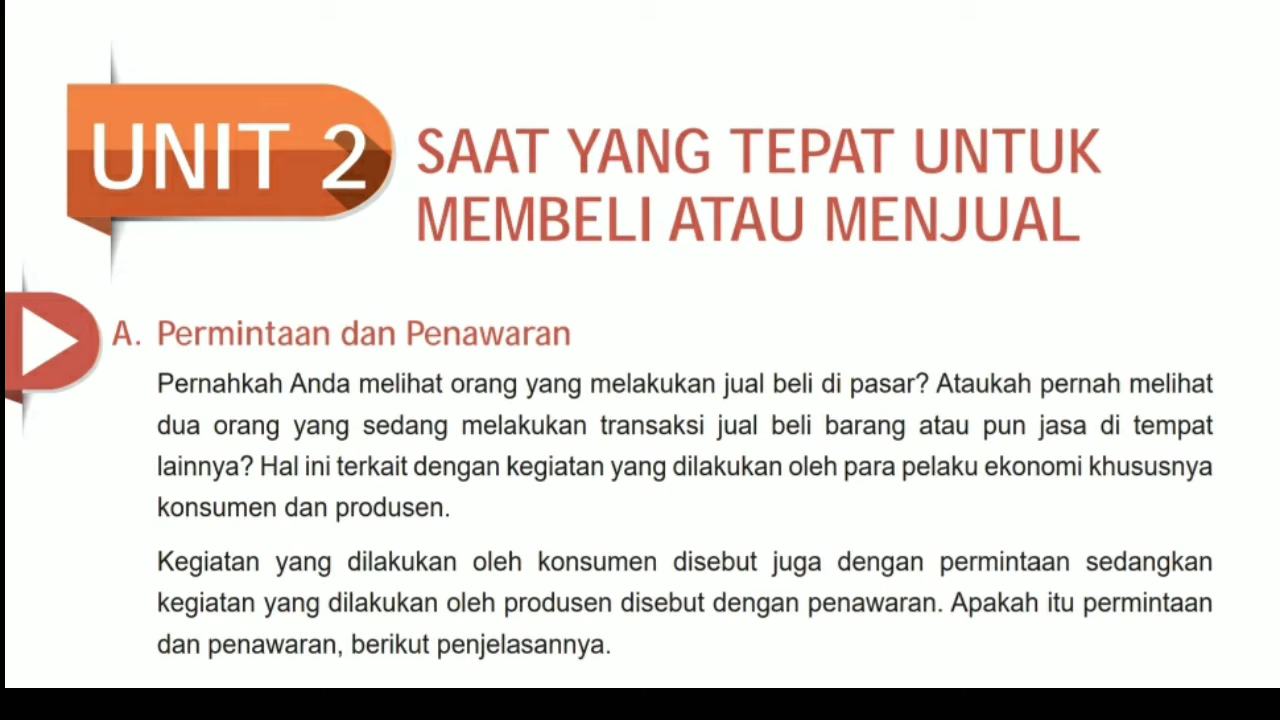 UNIT 2
SAAT YANG TEPAT UNTUK
MEMBELI ATAU MENJUAL
A. Permintaan dan Penawaran
Pernahkah Anda melihat orang yang melakukan jual beli di pasar? Ataukah pernah melihat
dua orang yang sedang melakukan transaksi jual beli barang atau pun jasa di tempat
lainnya? Hal ini terkait dengan kegiatan yang dilakukan oleh para pelaku ekonomi khususnya
konsumen dan produsen.
Kegiatan yang dilakukan oleh konsumen disebut juga dengan permintaan sedangkan
kegiatan yang dilakukan oleh produsen disebut dengan penawaran. Apakah itu permintaan
dan penawaran, berikut penjelasannya.